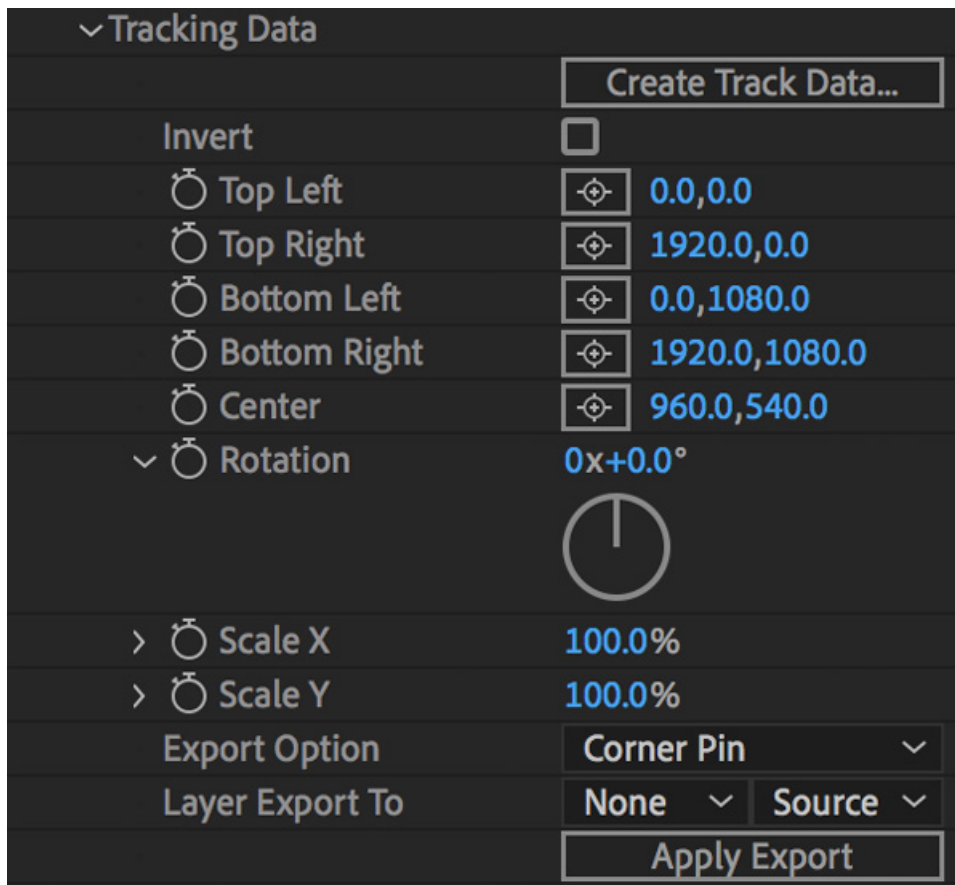 Tracking Data
Create Track Data...
Invert
Top Left 0.0,0.0
Top Right 1920.0,0.0
Bottom Left 0.0,1080.0
Bottom Right 1920.0,1080.0
Center 960.0,540.0
Rotation 0x+0.0°
Scale X 100.0%
Scale Y 100.0%
Export Option Corner Pin
Layer Export To None Source
Apply Export